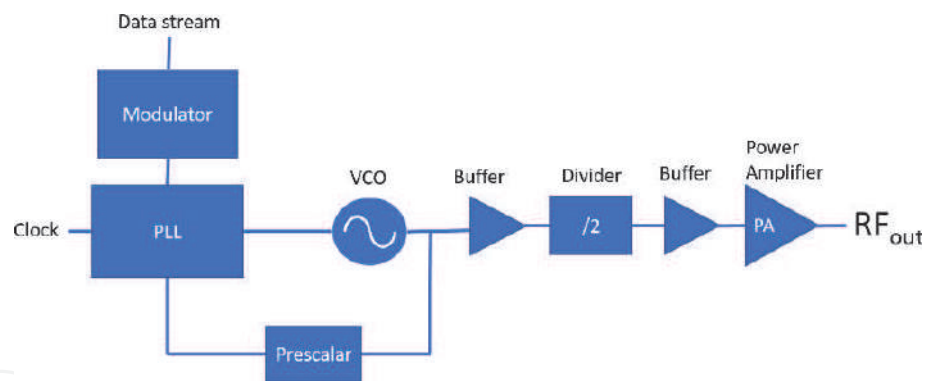 Data stream
Modulator
Clock
PLL
VCO
Buffer
Divider
/2
Buffer
Power
Amplifier
PA
RFout
Prescalar